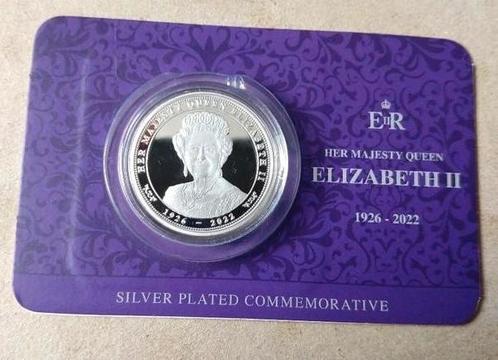 HER MAJESTY QUEEN ELIZABETH II
1926 - 2022
EIIR
HER MAJESTY QUEEN
ELIZABETH II
1926 - 2022
SILVER PLATED COMMEMORATIVE